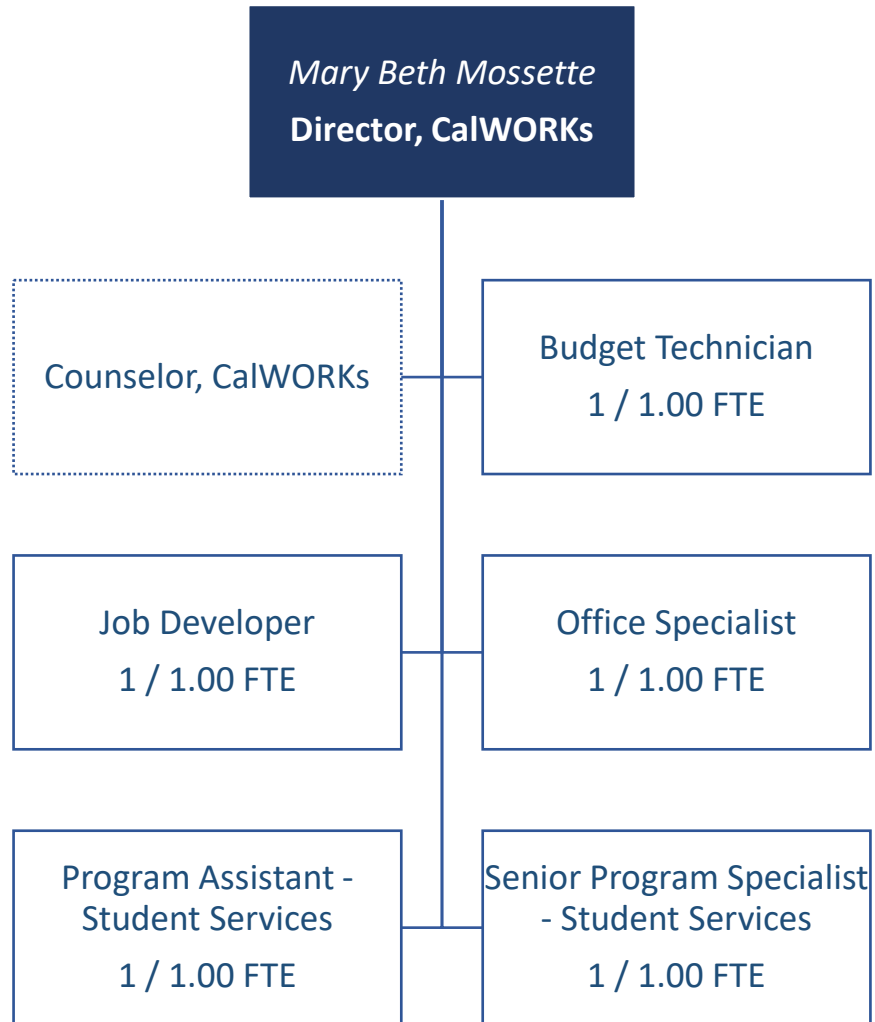 Mary Beth Mossette
Director, CalWORKs
Counselor, CalWORKs
Budget Technician
1 / 1.00 FTE
Job Developer
1 / 1.00 FTE
Office Specialist
1 / 1.00 FTE
Program Assistant -
Student Services
1 / 1.00 FTE
Senior Program Specialist
- Student Services
1 / 1.00 FTE